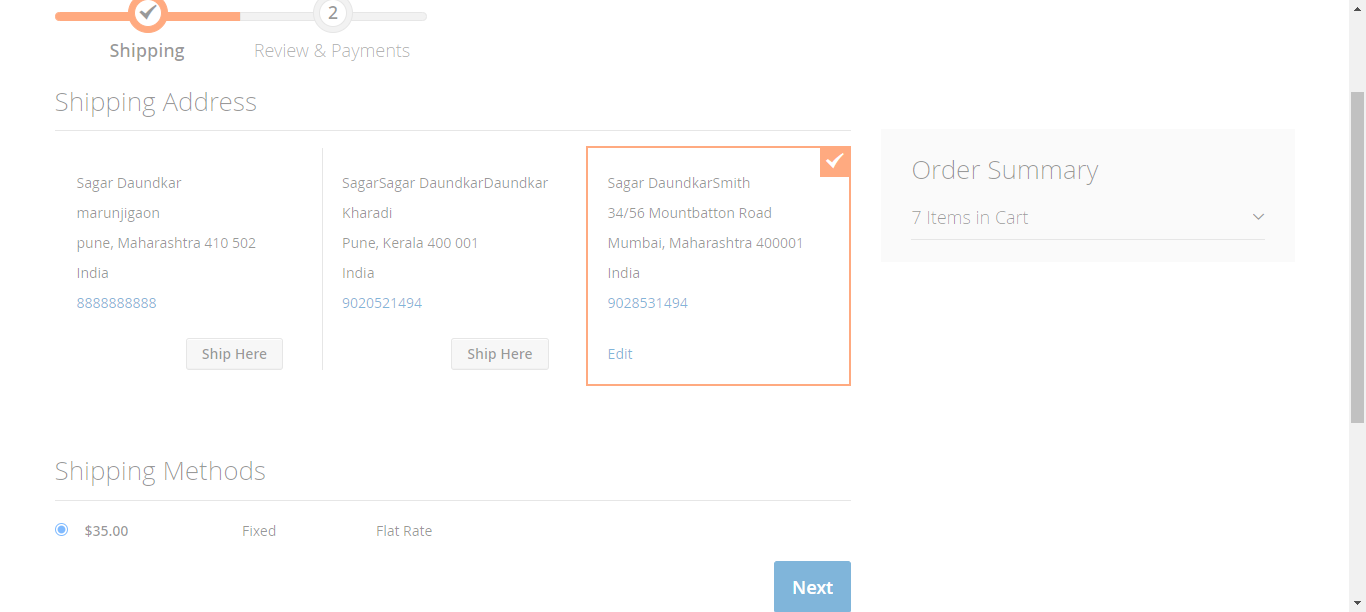 2
Shipping
Review & Payments
Shipping Address
Sagar Daundkar
marunjigaon
pune, Maharashtra 410 502
India
8888888888
Ship Here
SagarSagar DaundkarDaundkar
Kharadi
Pune, Kerala 400 001
India
9020521494
Ship Here
Sagar DaundkarSmith
34/56 Mountbatton Road
Mumbai, Maharashtra 400001
India
9028531494
Edit
Order Summary
7 Items in Cart
Shipping Methods
$35.00 Fixed Flat Rate
Next